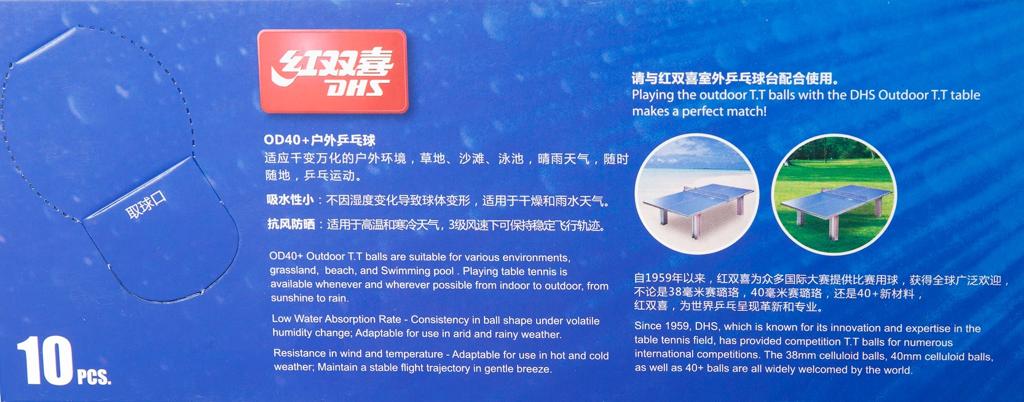 取球口
10 PCS.
红双喜
DHS
OD40+户外乒乓球
适应千变万化的户外环境，草地、沙滩、泳池，晴雨天气，随时
随地，乒乓运动。
吸水性小：不因湿度变化导致球体变形，适用于干燥和雨水天气。
抗风防晒：适用于高温和寒冷天气，3级风速下可保持稳定飞行轨迹。
OD40+ Outdoor T.T balls are suitable for various environments,
grassland, beach, and Swimming pool . Playing table tennis is
available whenever and wherever possible from indoor to outdoor, from
sunshine to rain.
Low Water Absorption Rate - Consistency in ball shape under volatile
humidity change; Adaptable for use in arid and rainy weather.
Resistance in wind and temperature - Adaptable for use in hot and cold
weather; Maintain a stable flight trajectory in gentle breeze.
请与红双喜室外乒乓球台配合使用。
Playing the outdoor T.T balls with the DHS Outdoor T.T table
makes a perfect match!
自1959年以来，红双喜为众多国际大赛提供比赛用球，获得全球广泛欢迎，
不论是38毫米赛璐珞，40毫米赛璐珞，还是40+新材料，
红双喜，为世界乒乓呈现革新和专业。
Since 1959, DHS, which is known for its innovation and expertise in the
table tennis field, has provided competition T.T balls for numerous
international competitions. The 38mm celluloid balls, 40mm celluloid balls,
as well as 40+ balls are all widely welcomed by the world.